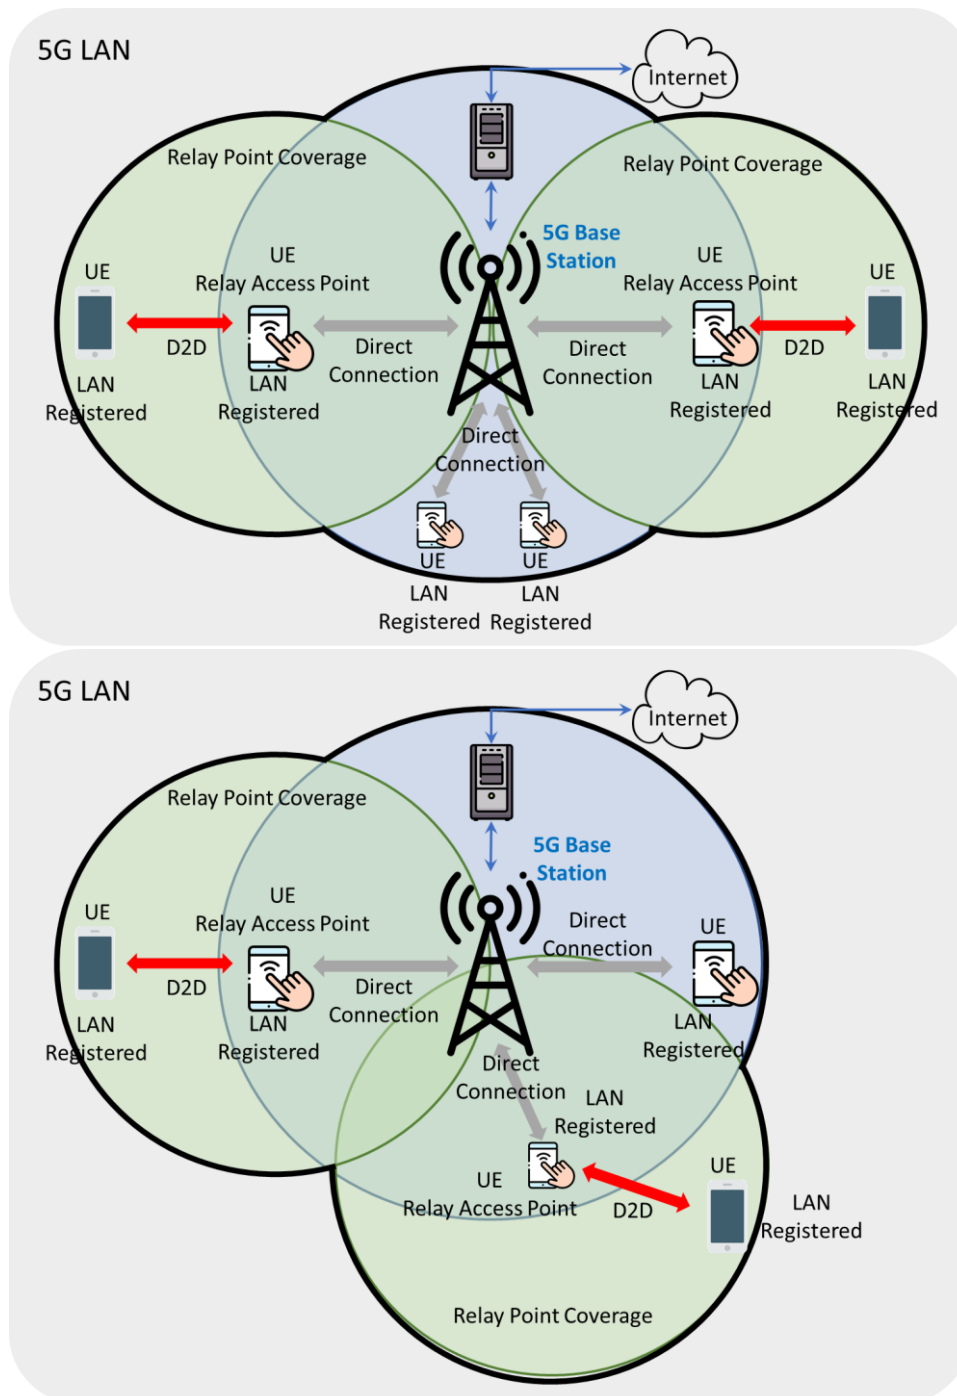 5G LAN
Internet
Relay Point Coverage
Relay Point Coverage
5G Base
Station
UE
UE
Relay Access Point
UE
Relay Access Point
UE
D2D
Direct
Connection
Direct
Connection
D2D
LAN
Registered
LAN
Registered
LAN
Registered
LAN
Registered
Direct
Connection
UE
UE
LAN
Registered
LAN
Registered
5G LAN
Internet
Relay Point Coverage
5G Base
Station
UE
UE
Relay Access Point
Direct
Connection
UE
D2D
Direct
Connection
LAN
Registered
LAN
Registered
LAN
Registered
Direct
Connection
LAN
Registered
UE
Relay Access Point
D2D
UE
LAN
Registered
Relay Point Coverage